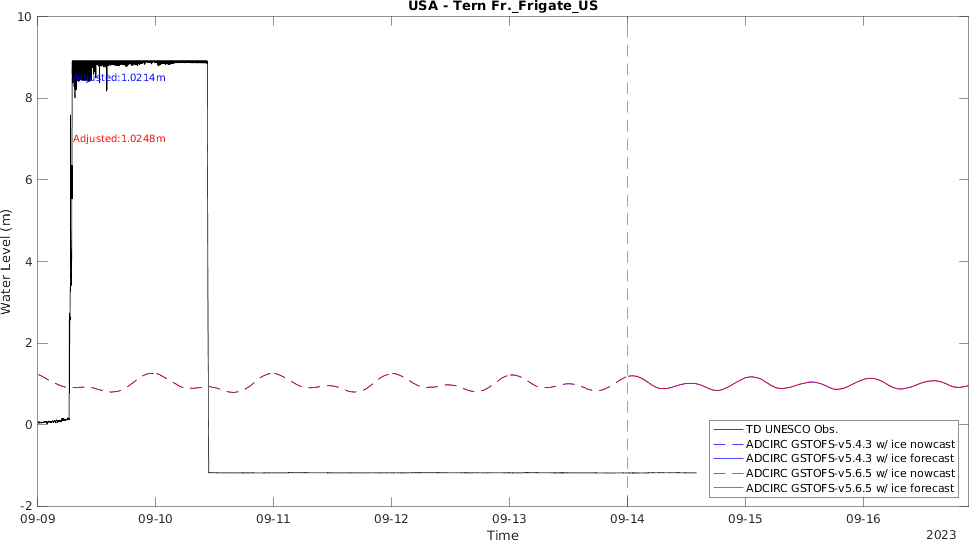 USA - Tern Fr._Frigate_US
10
8
6
4
2
0
-2
Water Level (m)
Adjusted:1.0214m
Adjusted:1.0248m
TD UNESCO Obs.
ADCIRC GSTOFS-v5.4.3 w/ ice nowcast
ADCIRC GSTOFS-v5.4.3 w/ ice forecast
ADCIRC GSTOFS-v5.6.5 w/ ice nowcast
ADCIRC GSTOFS-v5.6.5 w/ ice forecast
09-09 09-10 09-11 09-12 09-13 09-14 09-15 09-16
Time
2023